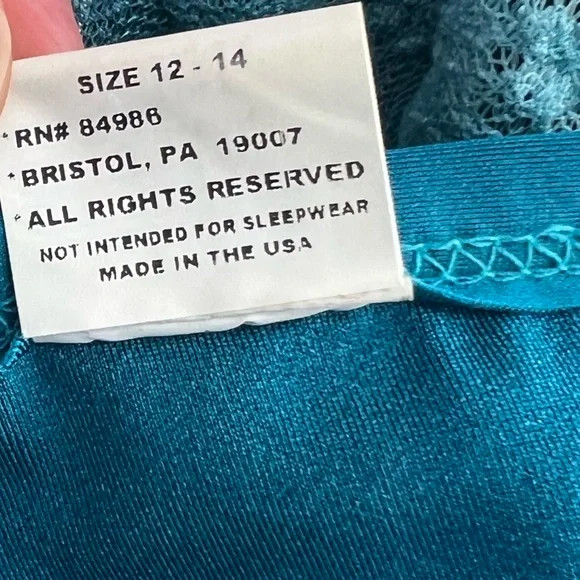 SIZE 12 - 14
*RN# 84986
*BRISTOL, PA 19007
*ALL RIGHTS RESERVED
NOT INTENDED FOR SLEEPWEAR
MADE IN THE USA